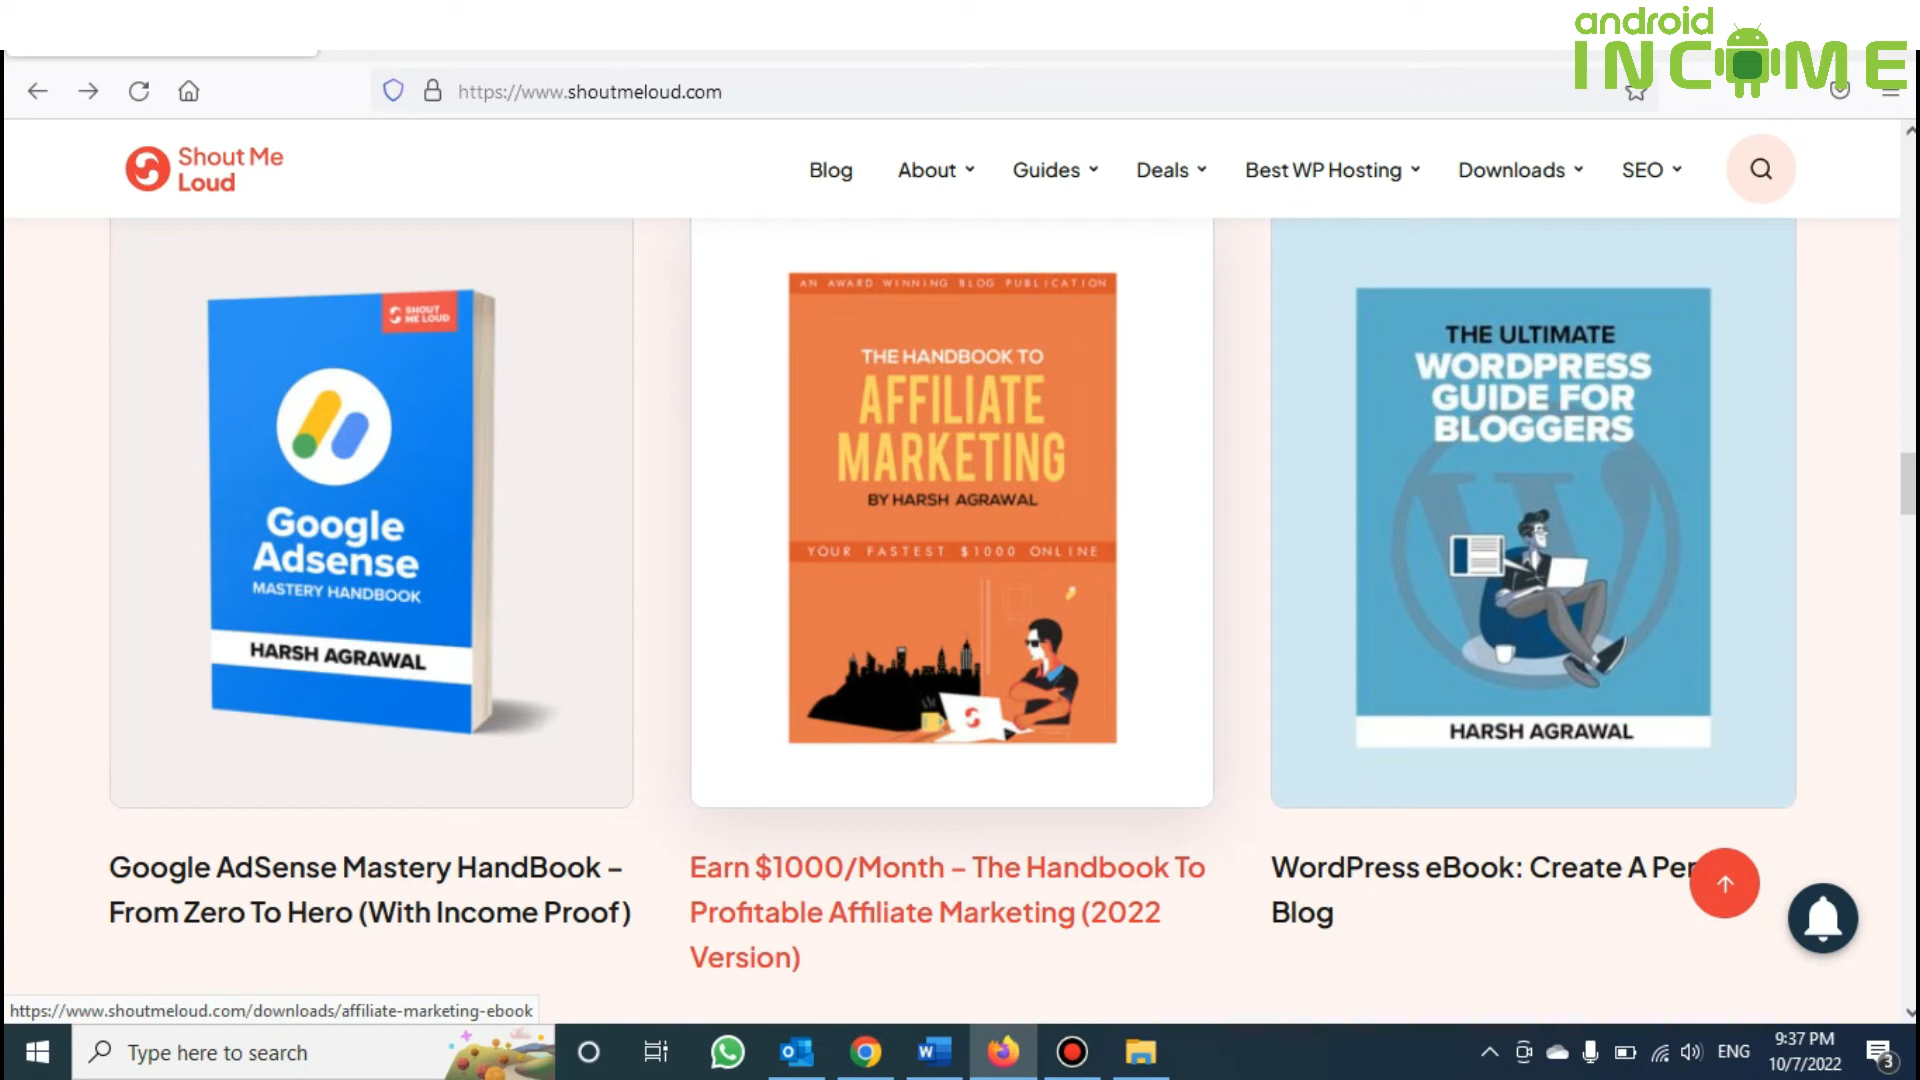 android
INCOME
https://www.shoutmeloud.com
Shout Me
Loud
Blog About Guides Deals Best WP Hosting Downloads SEO
SHOUT
ME LOUD
Google
Adsense
MASTERY HANDBOOK
HARSH AGRAWAL
AN AWARD WINNING BLOG PUBLICATION
THE HANDBOOK TO
AFFILIATE
MARKETING
BY HARSH AGRAWAL
YOUR FASTEST $1000 ONLINE
THE ULTIMATE
WORDPRESS
GUIDE FOR
BLOGGERS
HARSH AGRAWAL
Google AdSense Mastery HandBook –
From Zero To Hero (With Income Proof)
Earn $1000/Month – The Handbook To
Profitable Affiliate Marketing (2022
Version)
WordPress eBook: Create A Per
Blog
https://www.shoutmeloud.com/downloads/affiliate-marketing-ebook
Type here to search
ENG
9:37 PM
10/7/2022
3